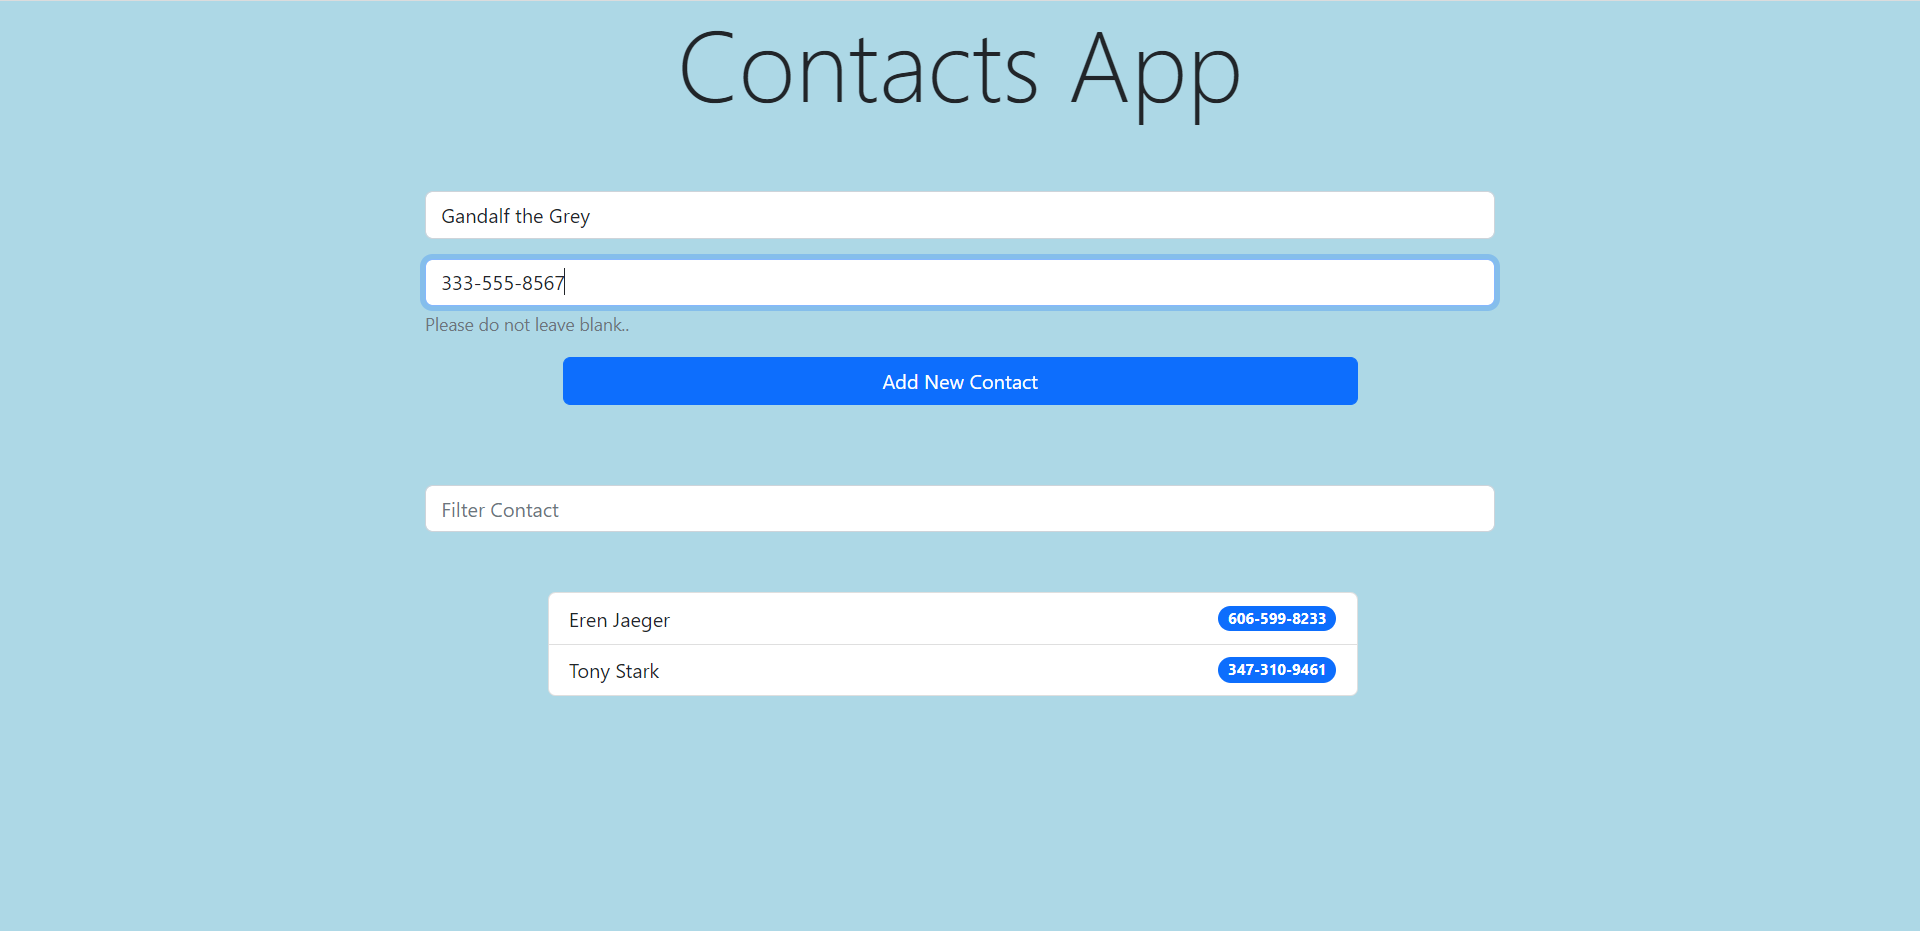 Contacts App
Gandalf the Grey
333-555-8567
Please do not leave blank..
Add New Contact
Filter Contact
Eren Jaeger 606-599-8233
Tony Stark 347-310-9461